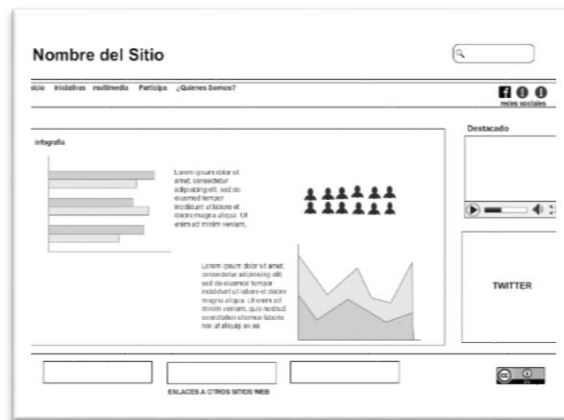 Nombre del Sitio
Inicio Iniciativas multimedia Participa ¿Quienes Somos?
redes sociales
Destacado
infografía
Lorem ipsum dolor sit
amet, consectetur
adipisicing elit, sed do
eiusmod tempor
incididunt ut labore et
dolore magna aliqua. Ut
enim ad minim veniam,
Lorem ipsum dolor sit amet,
consectetur adipisicing elit,
sed do eiusmod tempor
incididunt ut labore et dolore
magna aliqua. Ut enim ad
minim veniam, quis nostrud
exercitation ullamco laboris
nisi ut aliquip ex ea
TWITTER
ENLACES A OTROS SITIOS WEB